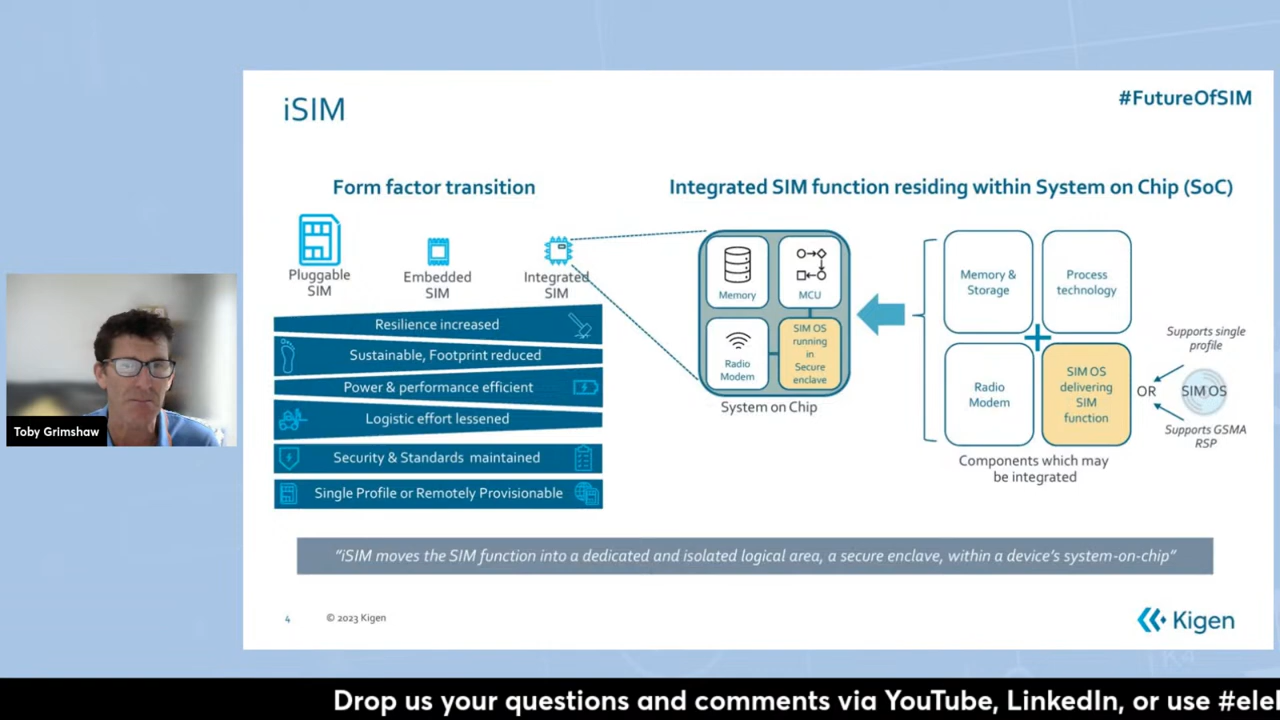 iSIM
#FutureOfSIM
Form factor transition
Pluggable
SIM
Embedded
SIM
Integrated
SIM
Resilience increased
Sustainable, Footprint reduced
Power & performance efficient
Logistic effort lessened
Security & Standards maintained
Single Profile or Remotely Provisionable
Integrated SIM function residing within System on Chip (SoC)
Memory
MCU
Radio
Modem
SIM OS
running
in
Secure
enclave
System on Chip
Memory &
Storage
Process
technology
Radio
Modem
SIM OS
delivering
SIM
function
OR
Supports single
profile
SIM OS
Supports GSMA
RSP
Components which may
be integrated
"iSIM moves the SIM function into a dedicated and isolated logical area, a secure enclave, within a device's system-on-chip"
4
© 2023 Kigen
Kigen
Toby Grimshaw
Drop us your questions and comments via YouTube, LinkedIn, or use #ele